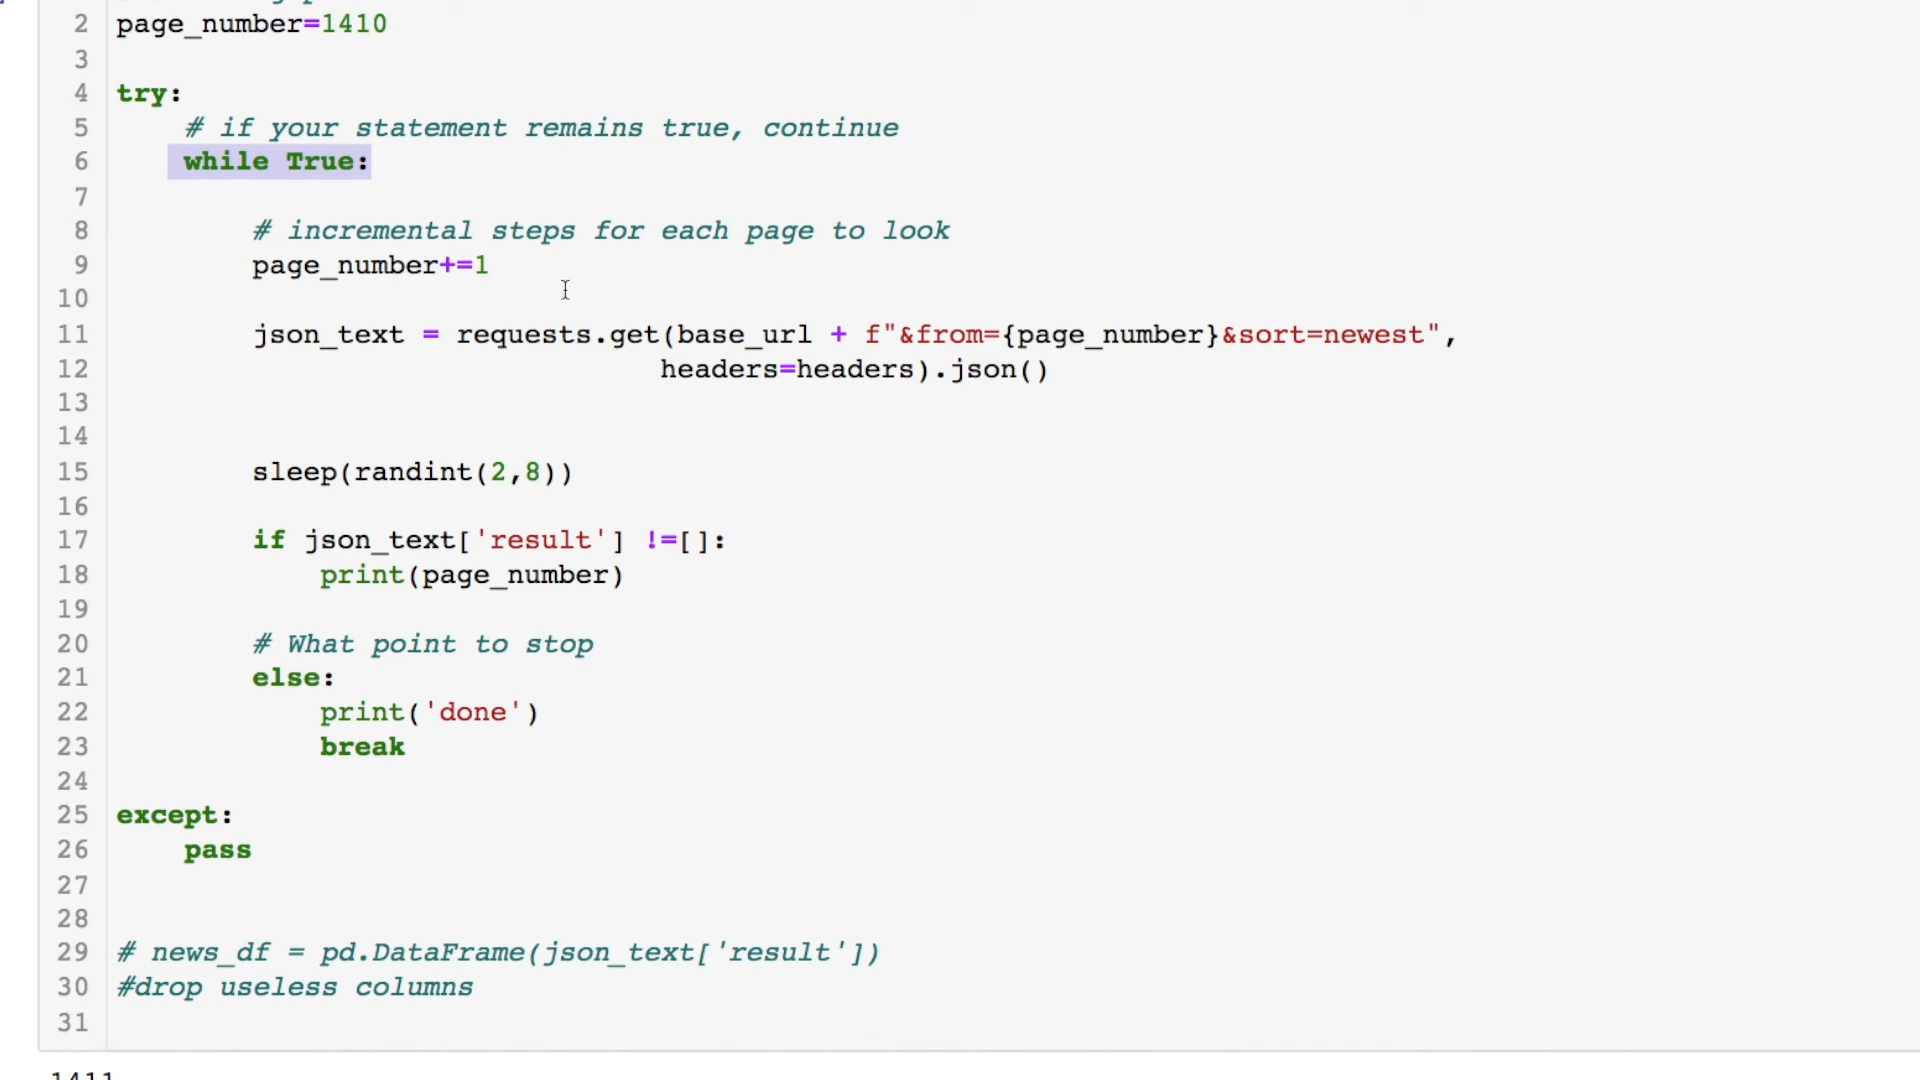 2 page_number=1410
3
4 try:
5 # if your statement remains true, continue
6 while True:
7
8 # incremental steps for each page to look
9 page_number+=1
10
11 json_text = requests.get(base_url + f"&from={page_number}&sort=newest",
12 headers=headers).json()
13
14
15 sleep(randint(2,8))
16
17 if json_text['result'] !=[]:
18 print(page_number)
19
20 # What point to stop
21 else:
22 print('done')
23 break
24
25 except:
26 pass
27
28
29 # news_df = pd.DataFrame(json_text['result'])
30 #drop useless columns
31
1411